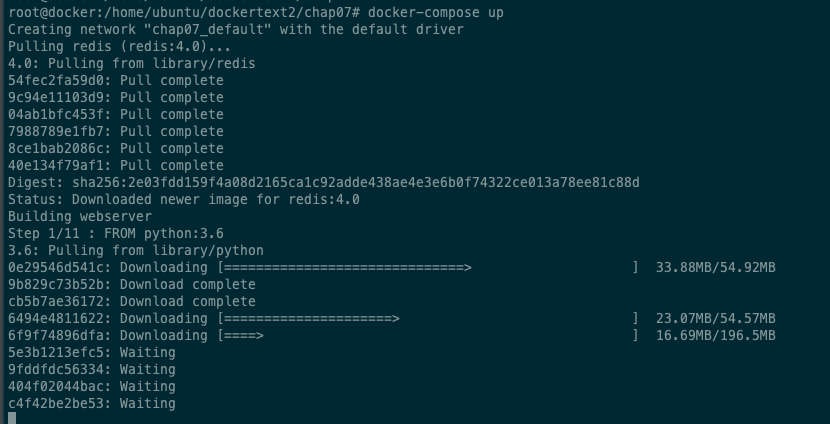 root@docker:/home/ubuntu/dockertext2/chap07# docker-compose up
Creating network "chap07_default" with the default driver
Pulling redis (redis:4.0)...
4.0: Pulling from library/redis
54fec2fa59d0: Pull complete
9c94e11103d9: Pull complete
04ab1bfc453f: Pull complete
7988789e1fb7: Pull complete
8ce1bab2086c: Pull complete
40e134f79af1: Pull complete
Digest: sha256:2e03fdd159f4a08d2165ca1c92adde438ae4e3e6b0f74322ce013a78ee81c88d
Status: Downloaded newer image for redis:4.0
Building webserver
Step 1/11 : FROM python:3.6
3.6: Pulling from library/python
0e29546d541c: Downloading [==============================>                    ]  33.88MB/54.92MB
9b829c73b52b: Download complete
cb5b7ae36172: Download complete
6494e4811622: Downloading [=====================>                             ]  23.07MB/54.57MB
6f9f74896dfa: Downloading [====>                                              ]  16.69MB/196.5MB
5e3b1213efc5: Waiting
9fddfdc56334: Waiting
404f02044bac: Waiting
c4f42be2be53: Waiting